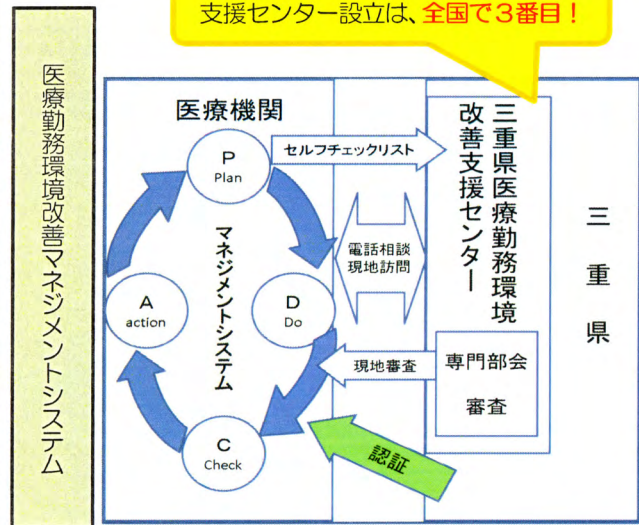 支援センター設立は、全国で３番目！
医療勤務環境改善マネジメントシステム
医療機関
P
Plan
D
Do
C
Check
A
action
マネジメントシステム
セルフチェックリスト
電話相談
現地訪問
現地審査
認証
三重県医療勤務環境
改善支援センター
専門部会
審査
三重県